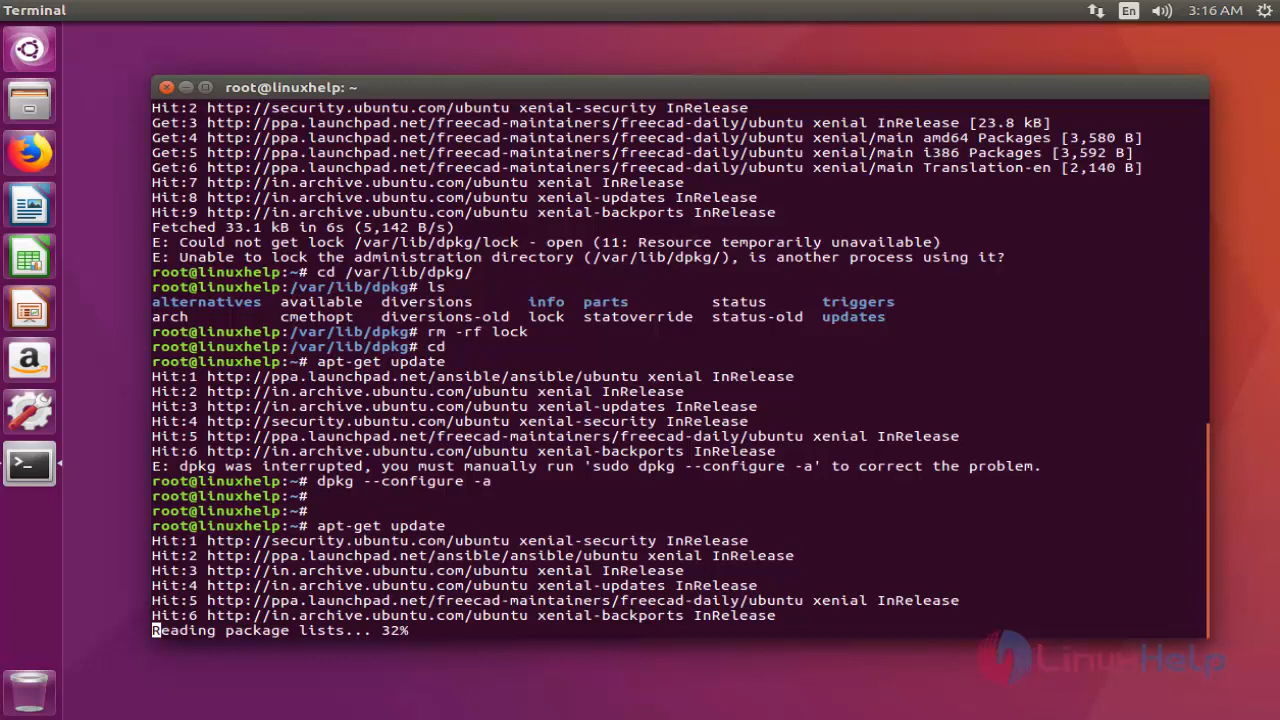 Terminal
En
3:16 AM
root@linuxhelp: ~
Hit:2 http://security.ubuntu.com/ubuntu xenial-security InRelease
Get:3 http://ppa.launchpad.net/freecad-maintainers/freecad-daily/ubuntu xenial InRelease [23.8 kB]
Get:4 http://ppa.launchpad.net/freecad-maintainers/freecad-daily/ubuntu xenial/main amd64 Packages [3,580 B]
Get:5 http://ppa.launchpad.net/freecad-maintainers/freecad-daily/ubuntu xenial/main i386 Packages [3,592 B]
Get:6 http://ppa.launchpad.net/freecad-maintainers/freecad-daily/ubuntu xenial/main Translation-en [2,140 B]
Hit:7 http://in.archive.ubuntu.com/ubuntu xenial InRelease
Hit:8 http://in.archive.ubuntu.com/ubuntu xenial-updates InRelease
Hit:9 http://in.archive.ubuntu.com/ubuntu xenial-backports InRelease
Fetched 33.1 kB in 6s (5,142 B/s)
E: Could not get lock /var/lib/dpkg/lock - open (11: Resource temporarily unavailable)
E: Unable to lock the administration directory (/var/lib/dpkg/), is another process using it?
root@linuxhelp:~# cd /var/lib/dpkg/
root@linuxhelp:/var/lib/dpkg# ls
alternatives available diversions info parts status triggers
arch cmethopt diversions-old lock statoverride status-old updates
root@linuxhelp:/var/lib/dpkg# rm -rf lock
root@linuxhelp:/var/lib/dpkg# cd
root@linuxhelp:~# apt-get update
Hit:1 http://ppa.launchpad.net/ansible/ansible/ubuntu xenial InRelease
Hit:2 http://in.archive.ubuntu.com/ubuntu xenial InRelease
Hit:3 http://in.archive.ubuntu.com/ubuntu xenial-updates InRelease
Hit:4 http://security.ubuntu.com/ubuntu xenial-security InRelease
Hit:5 http://ppa.launchpad.net/freecad-maintainers/freecad-daily/ubuntu xenial InRelease
Hit:6 http://in.archive.ubuntu.com/ubuntu xenial-backports InRelease
E: dpkg was interrupted, you must manually run 'sudo dpkg --configure -a' to correct the problem.
root@linuxhelp:~# dpkg --configure -a
root@linuxhelp:~#
root@linuxhelp:~#
root@linuxhelp:~# apt-get update
Hit:1 http://security.ubuntu.com/ubuntu xenial-security InRelease
Hit:2 http://ppa.launchpad.net/ansible/ansible/ubuntu xenial InRelease
Hit:3 http://in.archive.ubuntu.com/ubuntu xenial InRelease
Hit:4 http://in.archive.ubuntu.com/ubuntu xenial-updates InRelease
Hit:5 http://ppa.launchpad.net/freecad-maintainers/freecad-daily/ubuntu xenial InRelease
Hit:6 http://in.archive.ubuntu.com/ubuntu xenial-backports InRelease
Reading package lists... 32%
LinuxHelp